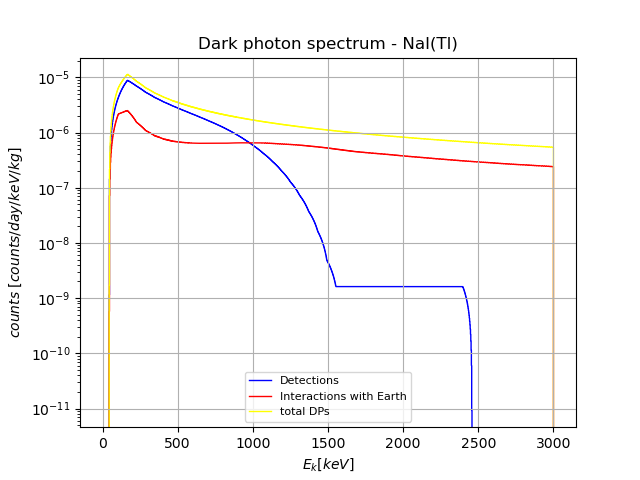 Dark photon spectrum - NaI(Tl)
counts [counts/day/keV/kg]
10⁻⁵
10⁻⁶
10⁻⁷
10⁻⁸
10⁻⁹
10⁻¹⁰
10⁻¹¹
Detections
Interactions with Earth
total DPs
0 500 1000 1500 2000 2500 3000
Eₖ[keV]